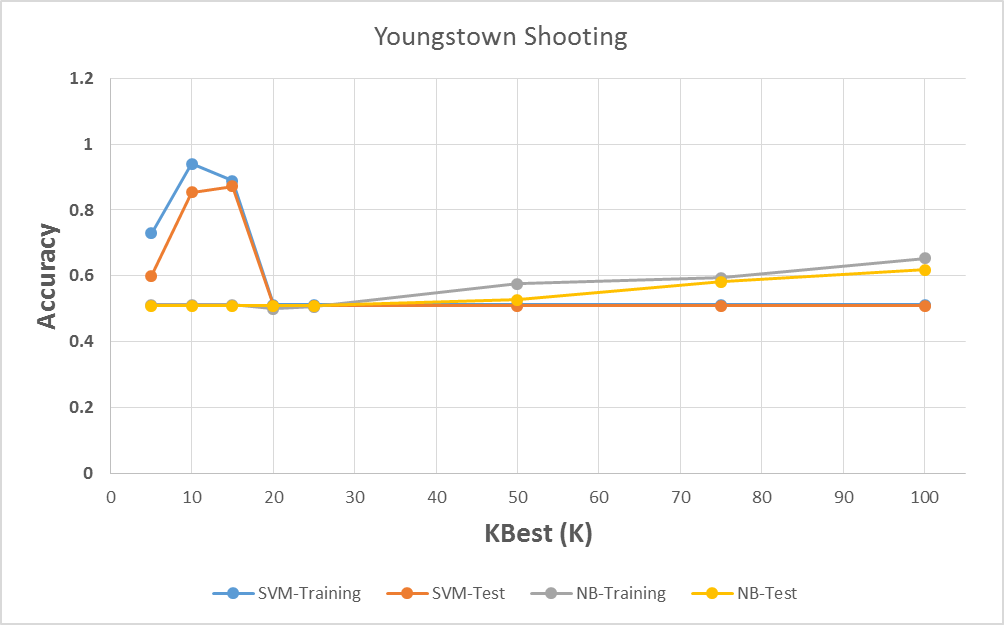 Youngstown Shooting
1.2
1
0.8
0.6
0.4
0.2
0
Accuracy
0 10 20 30 40 50 60 70 80 90 100
KBest (K)
SVM-Training SVM-Test NB-Training NB-Test